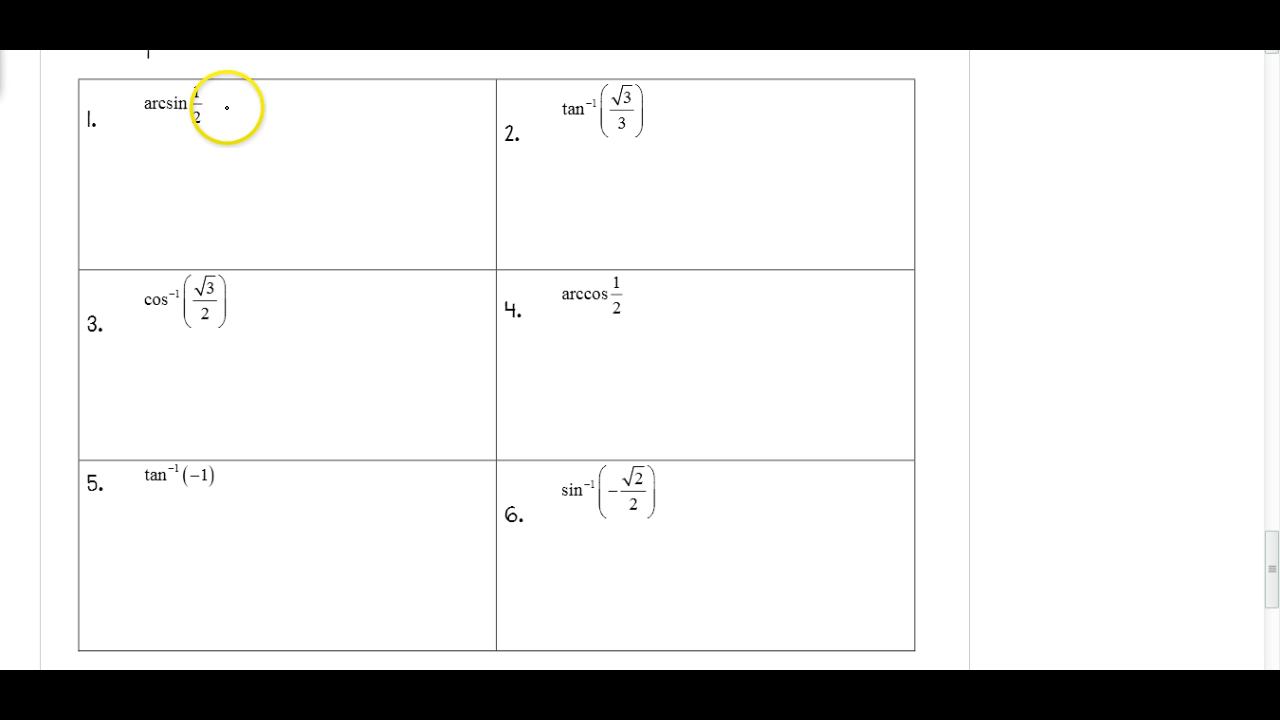 1. arcsin 1/2
2. tan⁻¹(√3/3)
3. cos⁻¹(√3/2)
4. arccos 1/2
5. tan⁻¹(−1)
6. sin⁻¹(−√2/2)